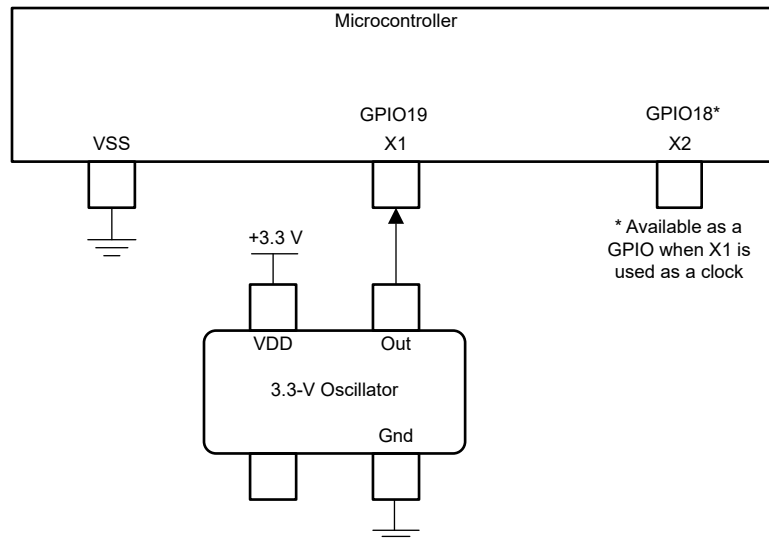 Microcontroller
GPIO19
GPIO18*
VSS
X1
X2
* Available as a
GPIO when X1 is
used as a clock
+3.3 V
VDD
Out
3.3-V Oscillator
Gnd